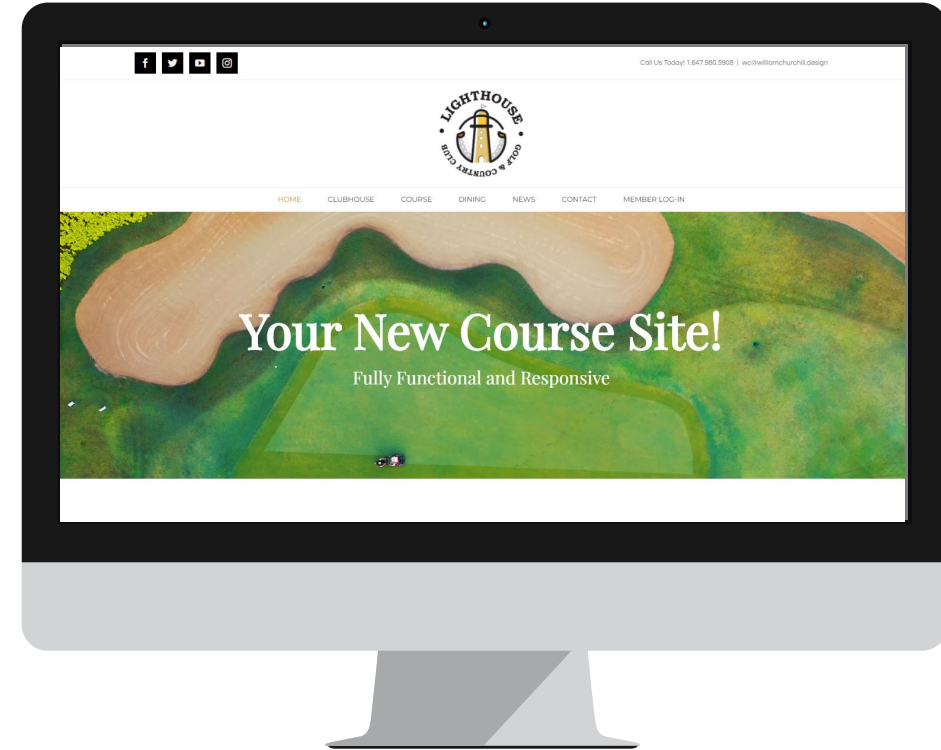 Call Us Today! 1.647.980.5908 | wc@williamchurchill.design
LIGHTHOUSE
GOLF & COUNTRY CLUB
HOME CLUBHOUSE COURSE DINING NEWS CONTACT MEMBER LOG-IN
Your New Course Site!
Fully Functional and Responsive